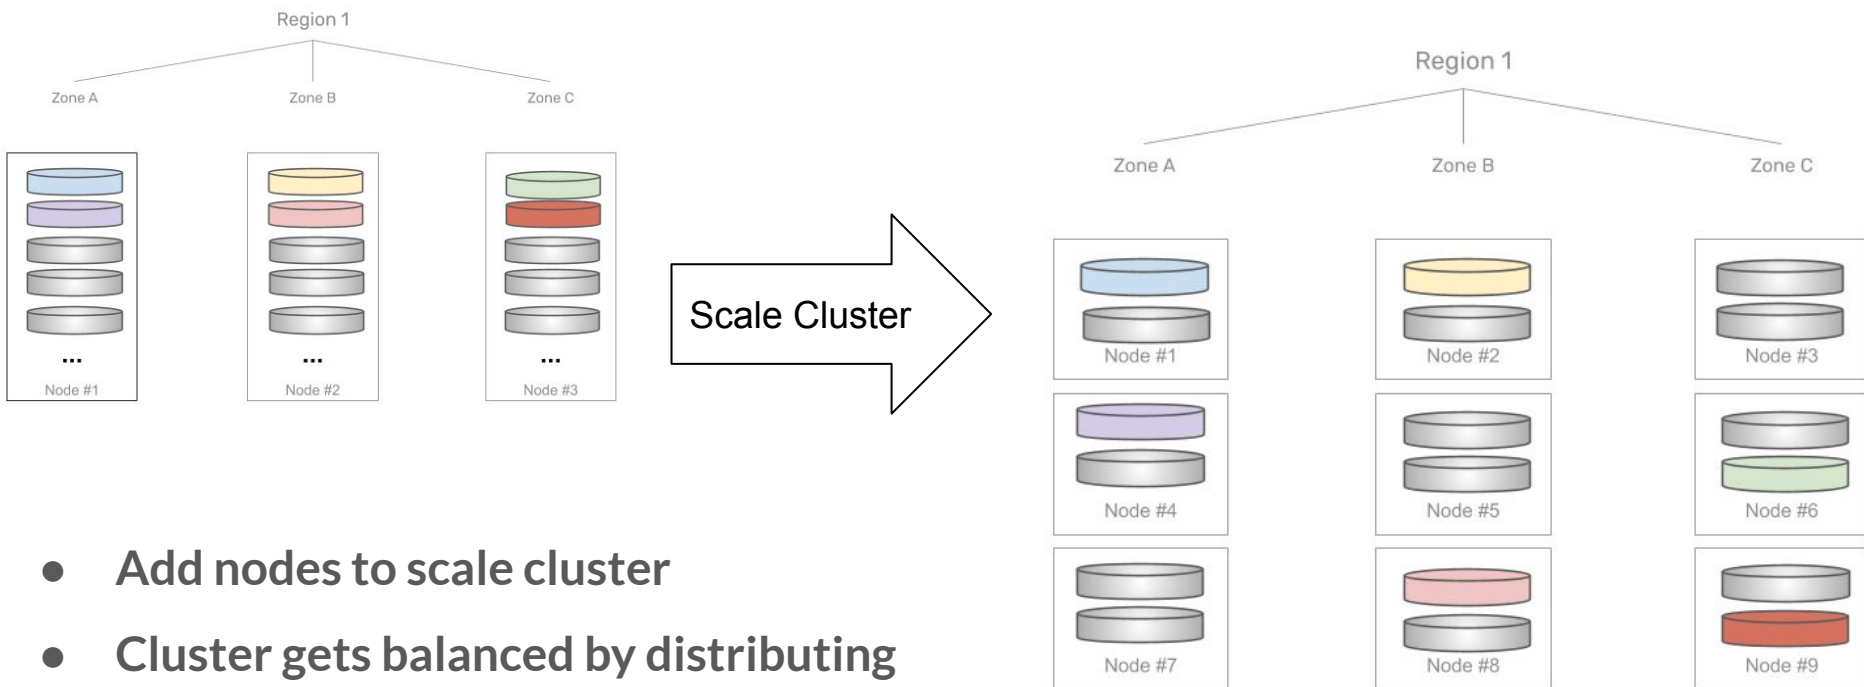 Region 1
Zone A
Zone B
Zone C
...
...
...
Node #1
Node #2
Node #3
Scale Cluster
Region 1
Zone A
Zone B
Zone C
Node #1
Node #2
Node #3
Node #4
Node #5
Node #6
Node #7
Node #8
Node #9
● Add nodes to scale cluster
● Cluster gets balanced by distributing